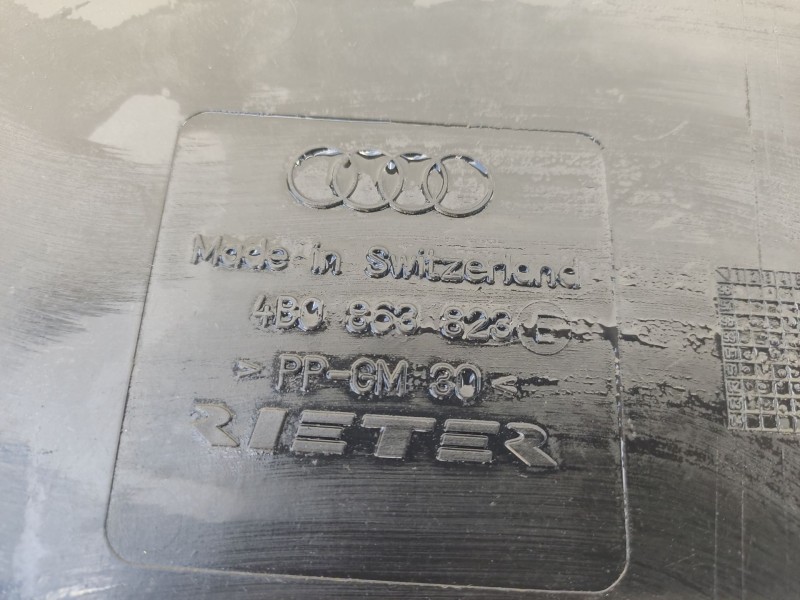 Made in Switzerland
4B0 863 823 E
> PP-GM 30 <
RIETER